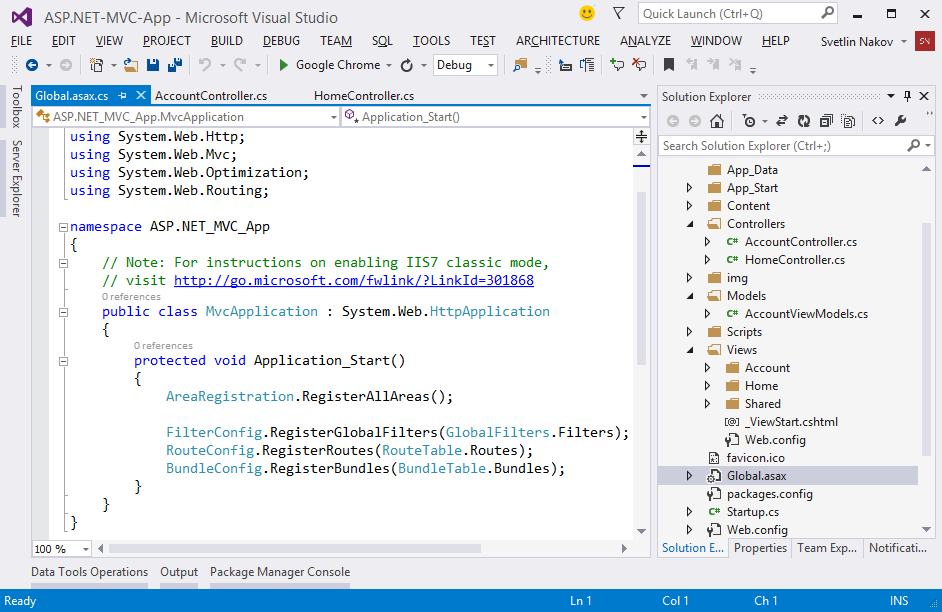 ASP.NET-MVC-App - Microsoft Visual Studio
Quick Launch (Ctrl+Q)
FILE EDIT VIEW PROJECT BUILD DEBUG TEAM SQL TOOLS TEST ARCHITECTURE ANALYZE WINDOW HELP Svetlin Nakov SN
Google Chrome Debug
Toolbox
Server Explorer
Global.asax.cs AccountController.cs HomeController.cs
ASP.NET_MVC_App.MvcApplication Application_Start()
using System.Web.Http;
using System.Web.Mvc;
using System.Web.Optimization;
using System.Web.Routing;
namespace ASP.NET_MVC_App
{
// Note: For instructions on enabling IIS7 classic mode,
// visit http://go.microsoft.com/fwlink/?LinkId=301868
0 references
public class MvcApplication : System.Web.HttpApplication
{
0 references
protected void Application_Start()
{
AreaRegistration.RegisterAllAreas();
FilterConfig.RegisterGlobalFilters(GlobalFilters.Filters);
RouteConfig.RegisterRoutes(RouteTable.Routes);
BundleConfig.RegisterBundles(BundleTable.Bundles);
}
}
}
100 %
Solution Explorer
Search Solution Explorer (Ctrl+;)
App_Data
App_Start
Content
Controllers
C# AccountController.cs
C# HomeController.cs
img
Models
C# AccountViewModels.cs
Scripts
Views
Account
Home
Shared
[@] _ViewStart.cshtml
Web.config
favicon.ico
Global.asax
packages.config
C# Startup.cs
Web.config
Solution E... Properties Team Exp... Notificati...
Data Tools Operations Output Package Manager Console
Ready Ln 1 Col 1 Ch 1 INS